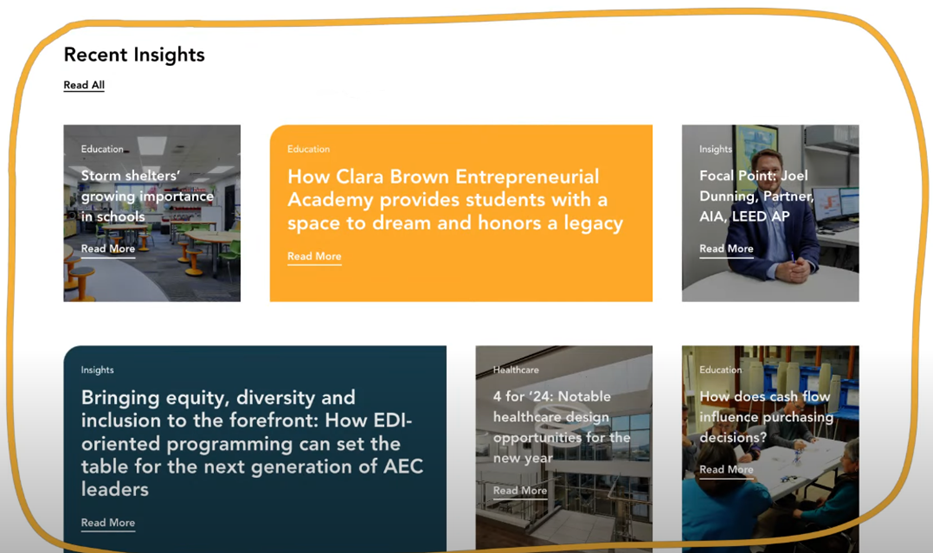 Recent Insights
Read All
Education
Storm shelters’
growing importance
in schools
Read More
Education
How Clara Brown Entrepreneurial
Academy provides students with a
space to dream and honors a legacy
Read More
Insights
Focal Point: Joel
Dunning, Partner,
AIA, LEED AP
Read More
Insights
Bringing equity, diversity and
inclusion to the forefront: How EDI-
oriented programming can set the
table for the next generation of AEC
leaders
Read More
Healthcare
4 for ‘24: Notable
healthcare design
opportunities for the
new year
Read More
Education
How does cash flow
influence purchasing
decisions?
Read More